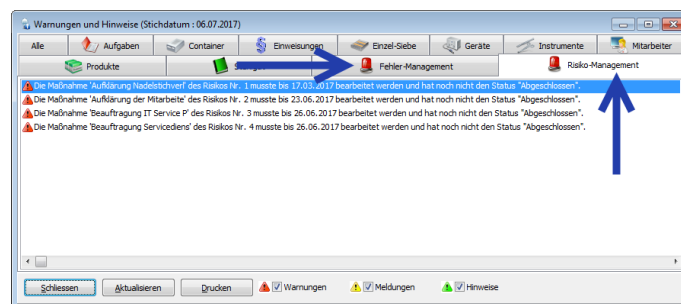 Warnungen und Hinweise (Stichdatum : 06.07.2017)
Alle Aufgaben Container Einweisungen Einzel-Siebe Geräte Instrumente Mitarbeiter
Produkte Fehler-Management Risiko-Management
Die Maßnahme 'Aufklärung Nadelstichverl' des Risikos Nr. 1 musste bis 17.03.2017 bearbeitet werden und hat noch nicht den Status "Abgeschlossen".
Die Maßnahme 'Aufklärung der Mitarbeite' des Risikos Nr. 2 musste bis 23.06.2017 bearbeitet werden und hat noch nicht den Status "Abgeschlossen".
Die Maßnahme 'Beauftragung IT Service P' des Risikos Nr. 3 musste bis 26.06.2017 bearbeitet werden und hat noch nicht den Status "Abgeschlossen".
Die Maßnahme 'Beauftragung Servicediens' des Risikos Nr. 4 musste bis 26.06.2017 bearbeitet werden und hat noch nicht den Status "Abgeschlossen".
Schliessen Aktualisieren Drucken Warnungen Meldungen Hinweise